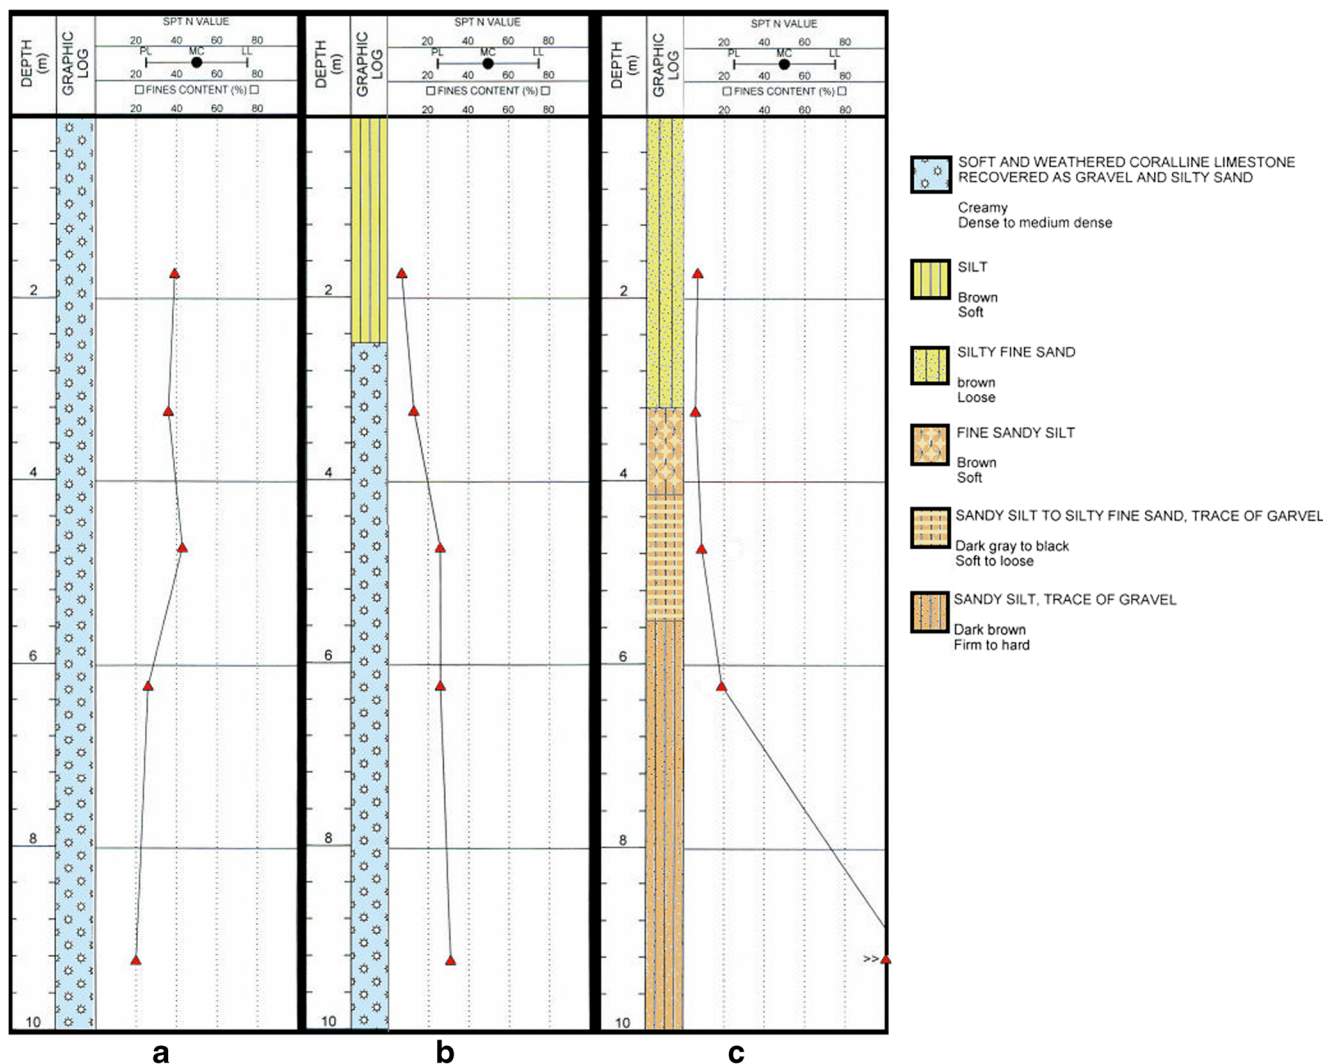 DEPTH
(m)
GRAPHIC
LOG
SPT N VALUE
20 40 60 80
PL MC LL
20 40 60 80
FINES CONTENT (%)
20 40 60 80
2
4
6
8
10
a
DEPTH
(m)
GRAPHIC
LOG
SPT N VALUE
20 40 60 80
PL MC LL
20 40 60 80
FINES CONTENT (%)
20 40 60 80
2
4
6
8
10
b
DEPTH
(m)
GRAPHIC
LOG
SPT N VALUE
20 40 60 80
PL MC LL
20 40 60 80
FINES CONTENT (%)
20 40 60 80
2
4
6
8
>>
10
c
SOFT AND WEATHERED CORALLINE LIMESTONE
RECOVERED AS GRAVEL AND SILTY SAND
Creamy
Dense to medium dense
SILT
Brown
Soft
SILTY FINE SAND
brown
Loose
FINE SANDY SILT
Brown
Soft
SANDY SILT TO SILTY FINE SAND, TRACE OF GARVEL
Dark gray to black
Soft to loose
SANDY SILT, TRACE OF GRAVEL
Dark brown
Firm to hard